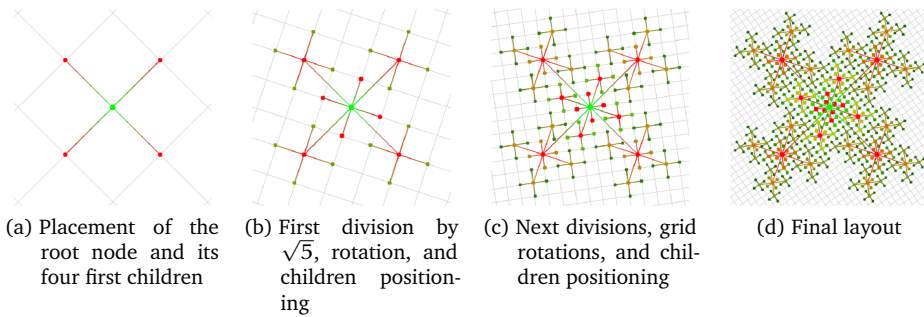 (a) Placement of the
root node and its
four first children
(b) First division by
√5, rotation, and
children position-
ing
(c) Next divisions, grid
rotations, and chil-
dren positioning
(d) Final layout